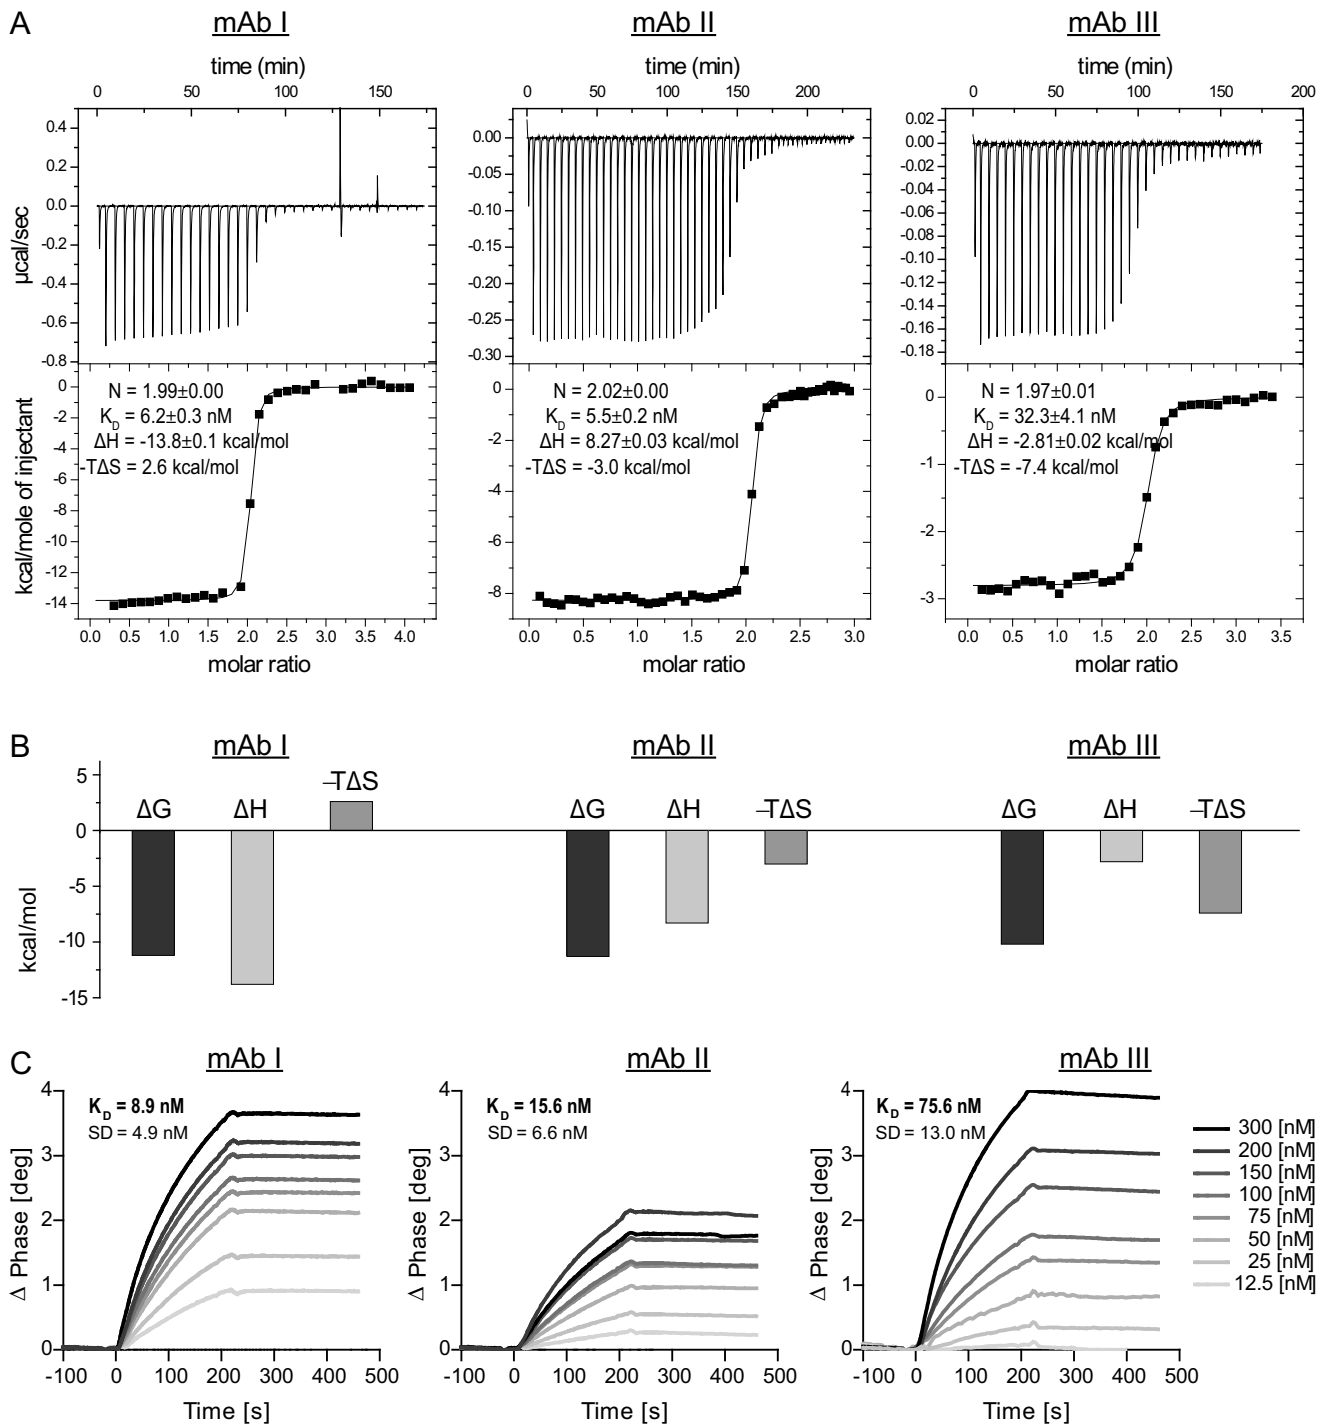 A
mAb I
mAb II
mAb III
time (min)
time (min)
time (min)
0 50 100 150
0 50 100 150 200
0 50 100 150 200
µcal/sec
0.4
0.2
0.0
-0.2
-0.4
-0.6
-0.8
0.00
-0.05
-0.10
-0.15
-0.20
-0.25
-0.30
0.02
0.00
-0.02
-0.04
-0.06
-0.08
-0.10
-0.12
-0.14
-0.16
-0.18
kcal/mole of injectant
0
-2
-4
-6
-8
-10
-12
-14
N = 1.99±0.00
K_D = 6.2±0.3 nM
ΔH = -13.8±0.1 kcal/mol
-TΔS = 2.6 kcal/mol
0.0 0.5 1.0 1.5 2.0 2.5 3.0 3.5 4.0
molar ratio
0
-2
-4
-6
-8
N = 2.02±0.00
K_D = 5.5±0.2 nM
ΔH = 8.27±0.03 kcal/mol
-TΔS = -3.0 kcal/mol
0.0 0.5 1.0 1.5 2.0 2.5 3.0
molar ratio
0
-1
-2
-3
N = 1.97±0.01
K_D = 32.3±4.1 nM
ΔH = -2.81±0.02 kcal/mol
-TΔS = -7.4 kcal/mol
0.0 0.5 1.0 1.5 2.0 2.5 3.0 3.5
molar ratio
B
mAb I
mAb II
mAb III
kcal/mol
5
0
-5
-10
-15
ΔG ΔH –TΔS
ΔG ΔH –TΔS
ΔG ΔH –TΔS
C
mAb I
mAb II
mAb III
Δ Phase [deg]
4
3
2
1
0
K_D = 8.9 nM
SD = 4.9 nM
-100 0 100 200 300 400 500
Time [s]
Δ Phase [deg]
4
3
2
1
0
K_D = 15.6 nM
SD = 6.6 nM
-100 0 100 200 300 400 500
Time [s]
Δ Phase [deg]
4
3
2
1
0
K_D = 75.6 nM
SD = 13.0 nM
-100 0 100 200 300 400 500
Time [s]
300 [nM]
200 [nM]
150 [nM]
100 [nM]
75 [nM]
50 [nM]
25 [nM]
12.5 [nM]